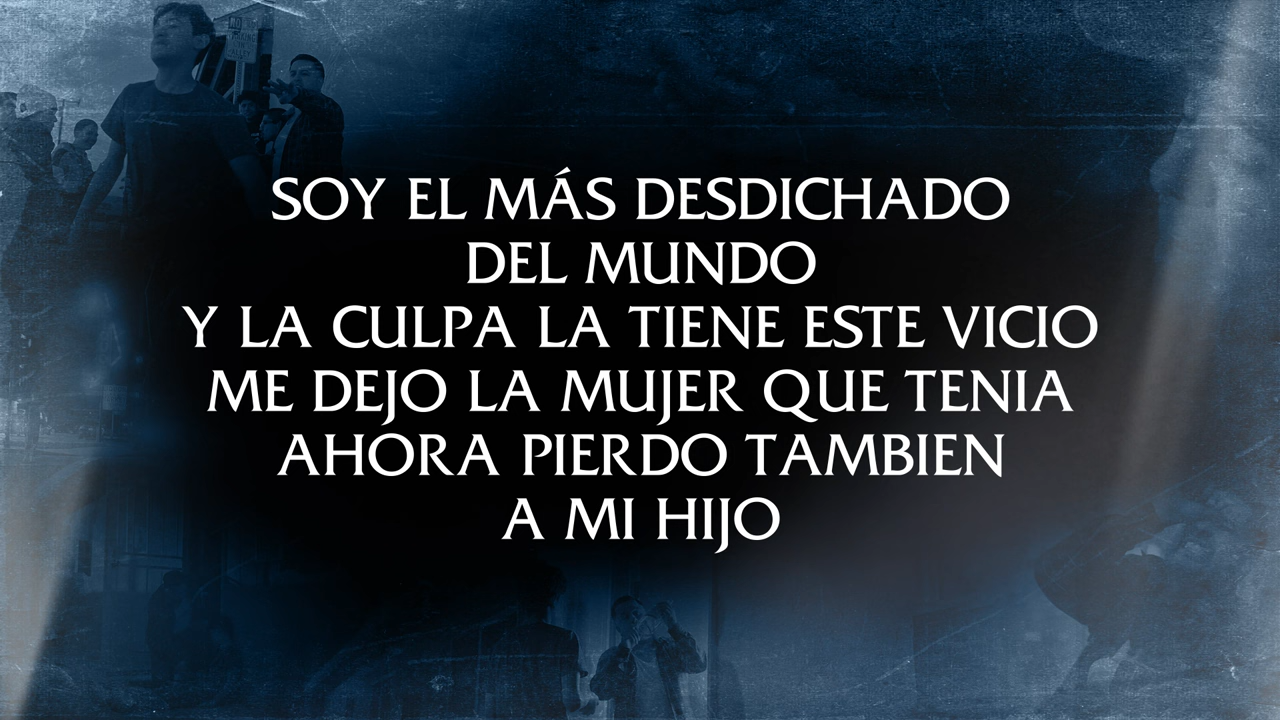 SOY EL MÁS DESDICHADO
DEL MUNDO
Y LA CULPA LA TIENE ESTE VICIO
ME DEJO LA MUJER QUE TENIA
AHORA PIERDO TAMBIEN
A MI HIJO